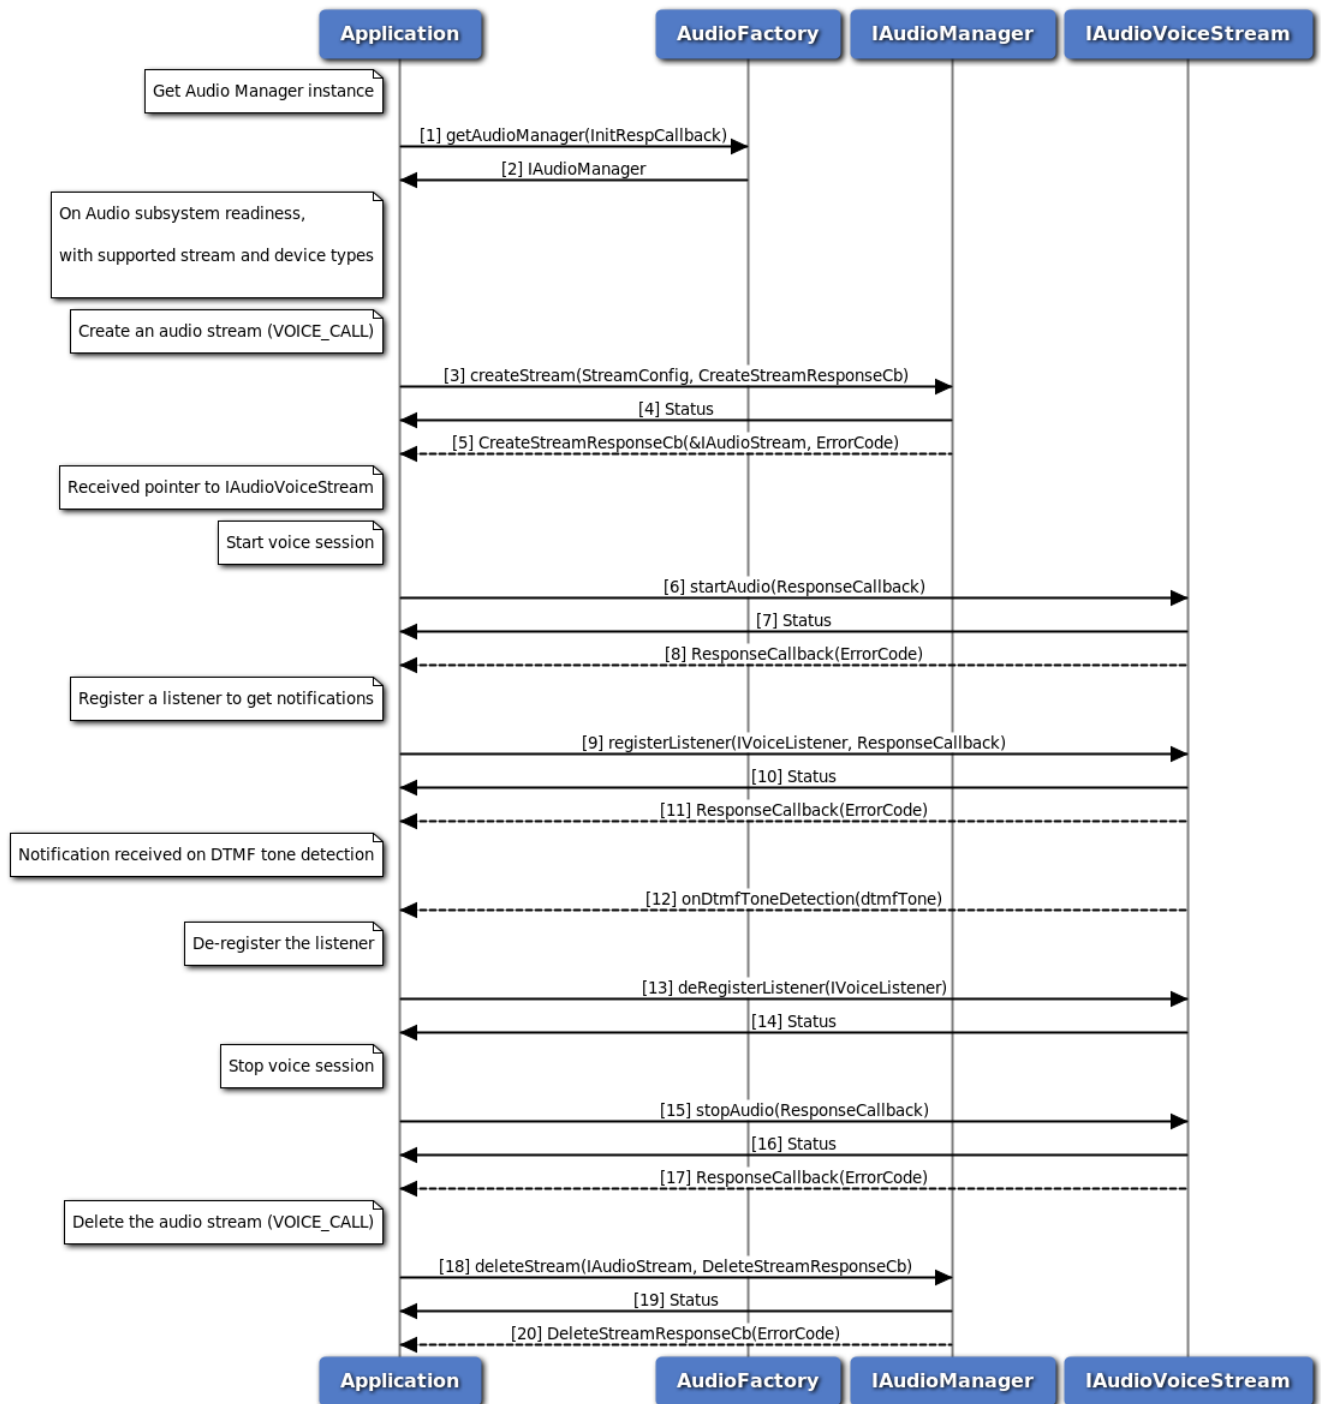 Application
AudioFactory
IAudioManager
IAudioVoiceStream
Get Audio Manager instance
[1] getAudioManager(InitRespCallback)
[2] IAudioManager
On Audio subsystem readiness,
with supported stream and device types
Create an audio stream (VOICE_CALL)
[3] createStream(StreamConfig, CreateStreamResponseCb)
[4] Status
[5] CreateStreamResponseCb(&IAudioStream, ErrorCode)
Received pointer to IAudioVoiceStream
Start voice session
[6] startAudio(ResponseCallback)
[7] Status
[8] ResponseCallback(ErrorCode)
Register a listener to get notifications
[9] registerListener(IVoiceListener, ResponseCallback)
[10] Status
[11] ResponseCallback(ErrorCode)
Notification received on DTMF tone detection
[12] onDtmfToneDetection(dtmfTone)
De-register the listener
[13] deRegisterListener(IVoiceListener)
[14] Status
Stop voice session
[15] stopAudio(ResponseCallback)
[16] Status
[17] ResponseCallback(ErrorCode)
Delete the audio stream (VOICE_CALL)
[18] deleteStream(IAudioStream, DeleteStreamResponseCb)
[19] Status
[20] DeleteStreamResponseCb(ErrorCode)
Application
AudioFactory
IAudioManager
IAudioVoiceStream